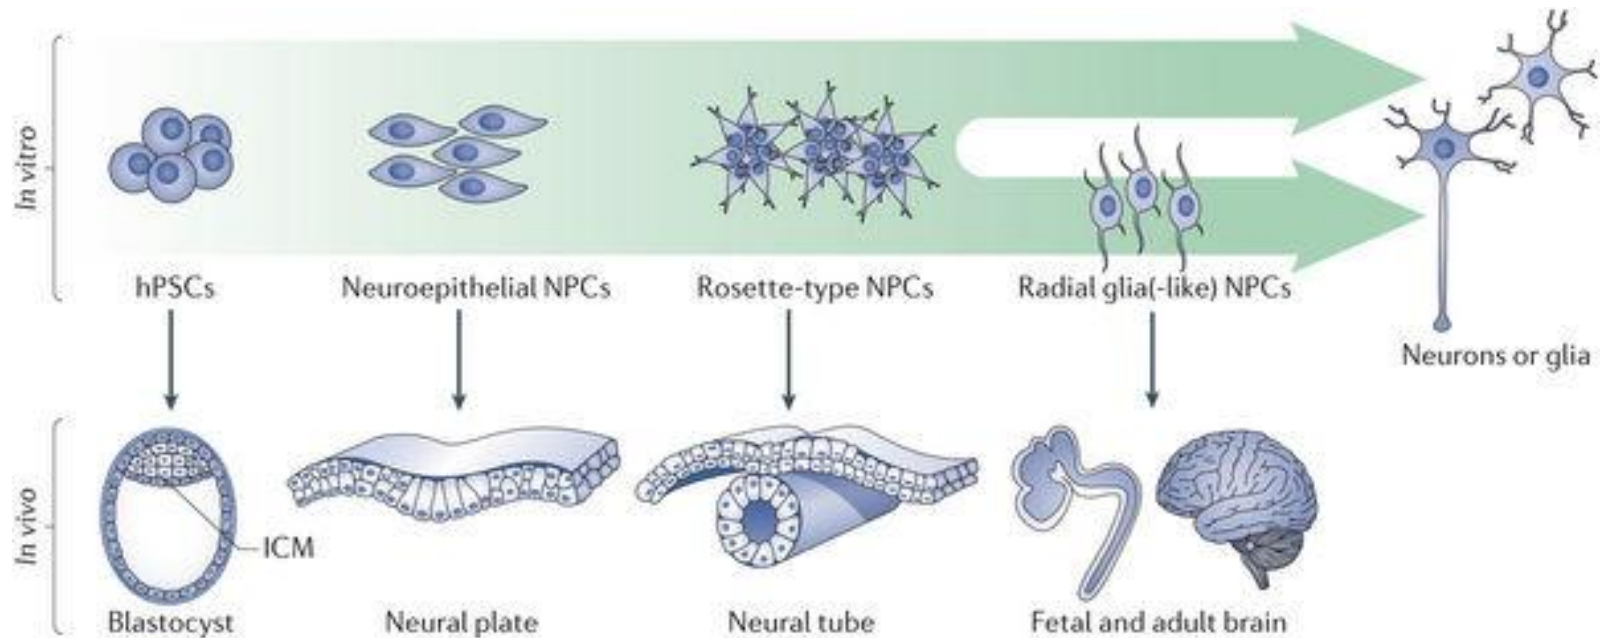 In vitro
hPSCs
Neuroepithelial NPCs
Rosette-type NPCs
Radial glia(-like) NPCs
Neurons or glia
In vivo
ICM
Blastocyst
Neural plate
Neural tube
Fetal and adult brain